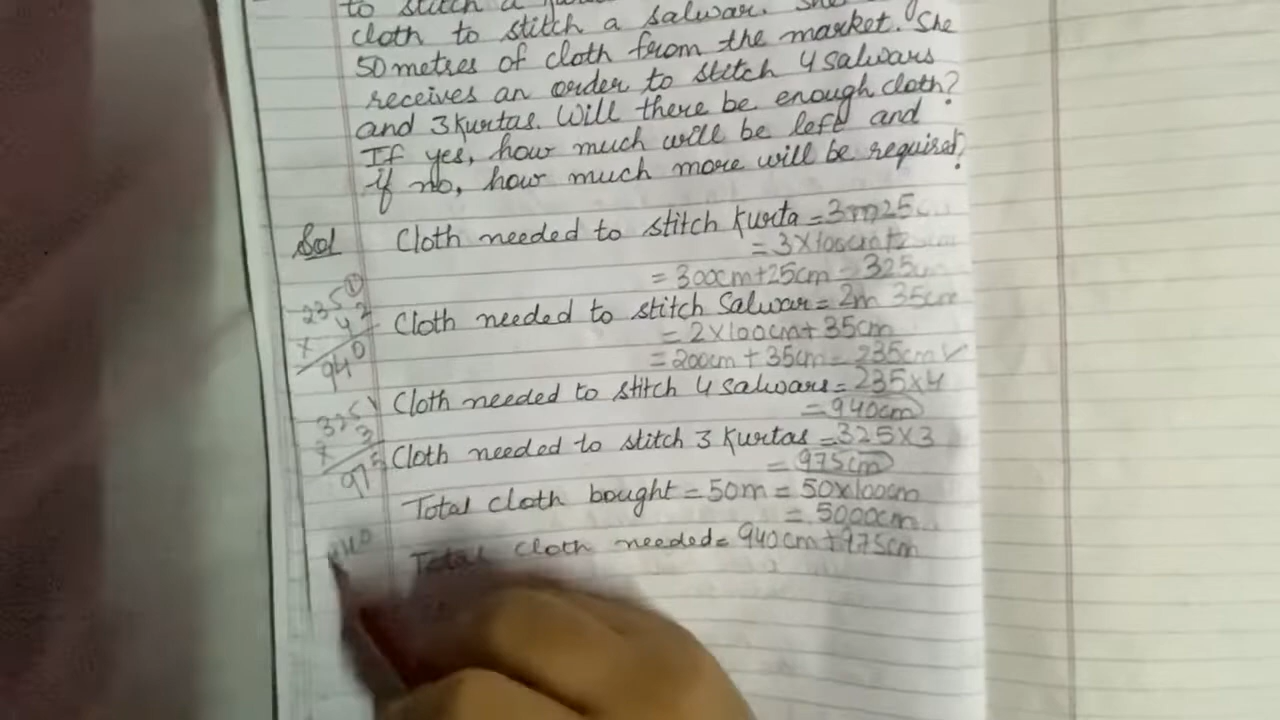 to stitch a
cloth to stitch a salwar. She
50 metres of cloth from the market. She
receives an order to stitch 4 salwars
and 3 Kurtas. Will there be enough cloth?
If yes, how much will be left and
if no, how much more will be required?
Sol Cloth needed to stitch Kurta = 3m 25
= 3×100cm+2
= 300cm+25cm = 325
Cloth needed to stitch Salwar = 2m 35cm
= 2×100cm+35cm
= 200cm + 35cm = 235cm ✓
Cloth needed to stitch 4 salwars = 235×4
= 940cm
Cloth needed to stitch 3 Kurtas = 325×3
= 975cm
Total cloth bought = 50m = 50×100cm
= 5000cm
Total cloth needed = 940cm+975cm
235
×
940
325
× 3
975